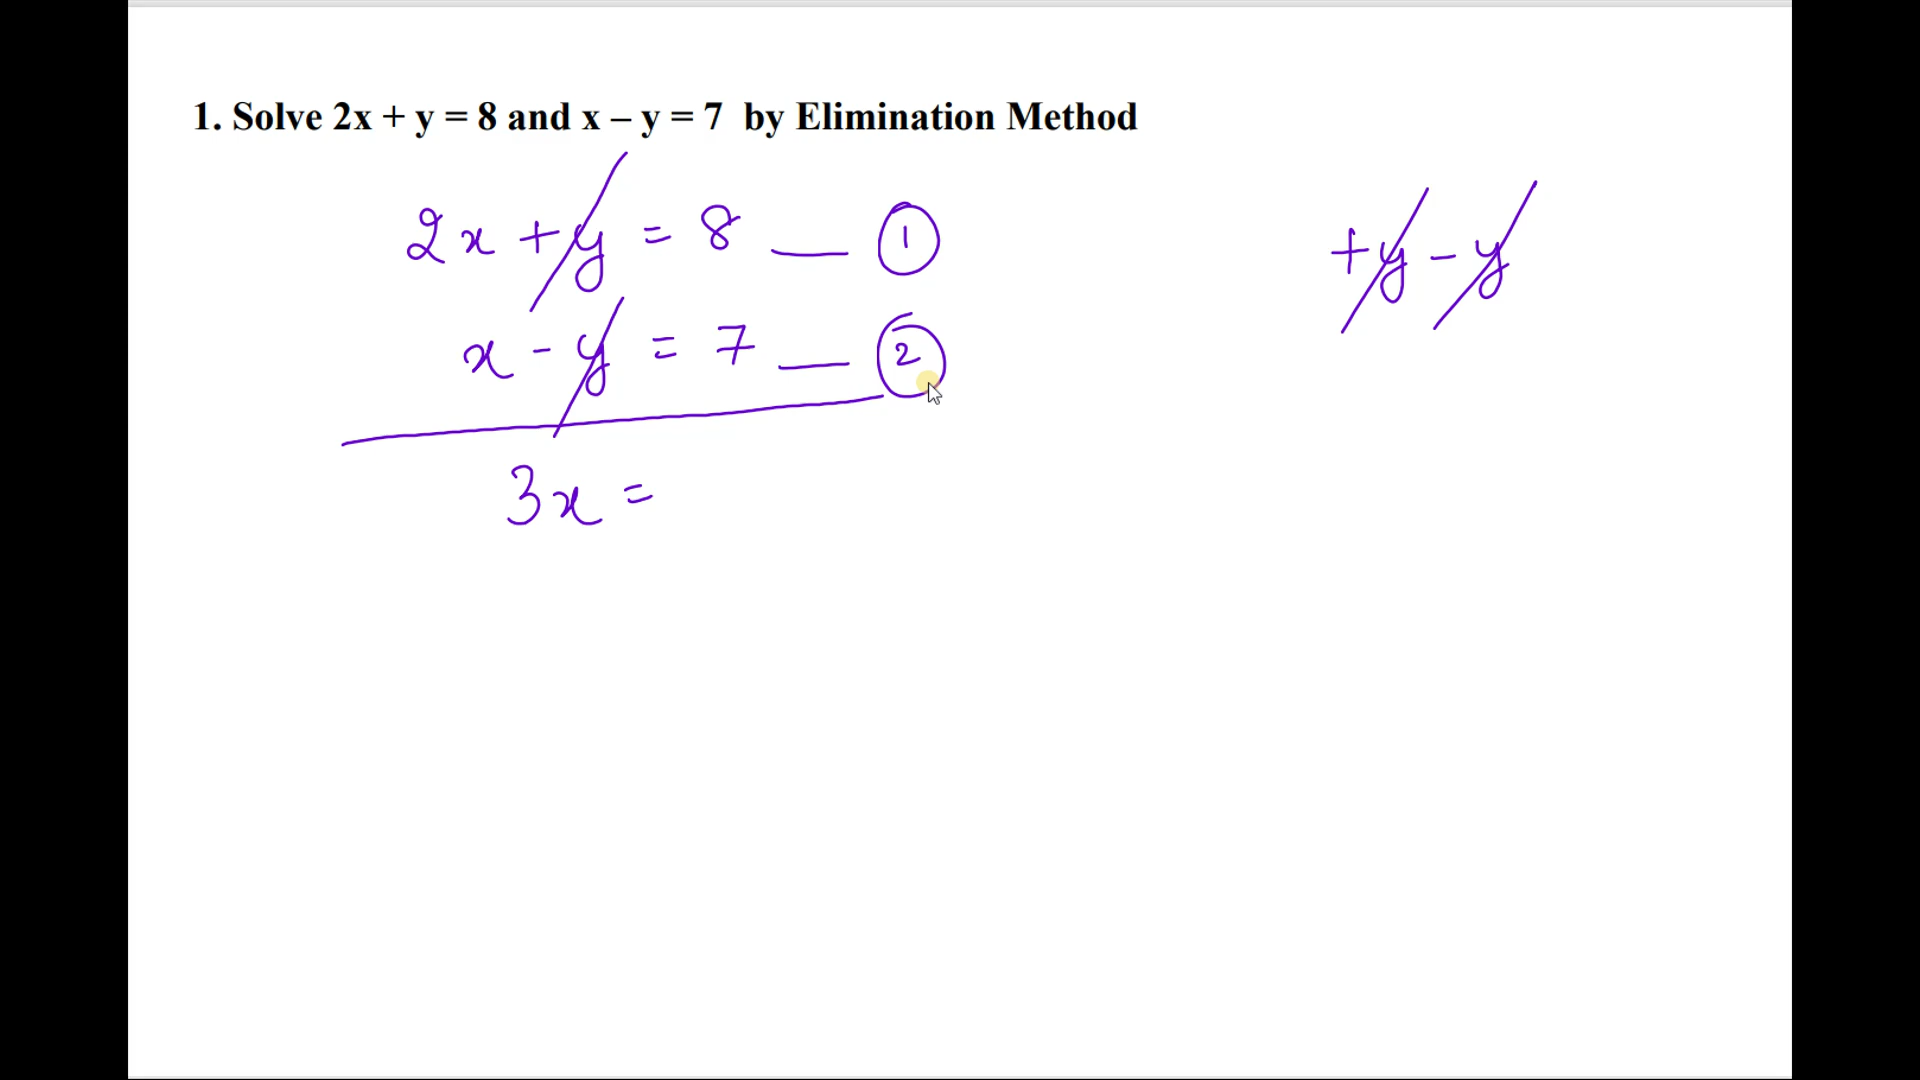 1. Solve 2x + y = 8 and x – y = 7 by Elimination Method
2x + y = 8 — 1
x - y = 7 — 2
3x =
+y - y